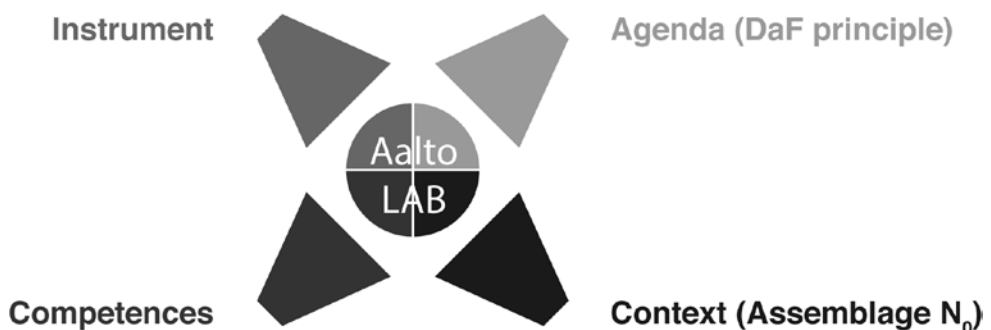 Instrument
Agenda (DaF principle)
Aalto
LAB
Competences
Context (Assemblage N₀)